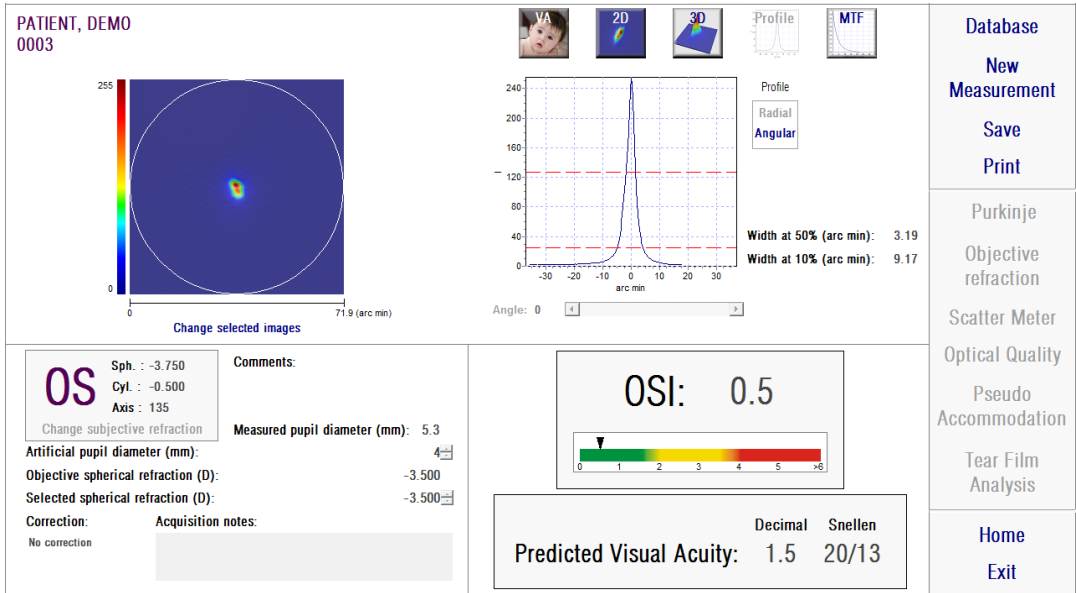 PATIENT, DEMO
0003
VA
2D
3D
Profile
MTF
255
0
0
71.9 (arc min)
Change selected images
240
200
160
120
80
40
0
I
-30 -20 -10 0 10 20 30
arc min
Profile
Radial
Angular
Width at 50% (arc min): 3.19
Width at 10% (arc min): 9.17
Angle: 0
OS
Sph. : -3.750
Cyl. : -0.500
Axis : 135
Change subjective refraction
Comments:
Measured pupil diameter (mm): 5.3
Artificial pupil diameter (mm): 4
Objective spherical refraction (D): -3.500
Selected spherical refraction (D): -3.500
Correction:
No correction
Acquisition notes:
OSI: 0.5
0 1 2 3 4 5 >6
Decimal Snellen
Predicted Visual Acuity: 1.5 20/13
Database
New
Measurement
Save
Print
Purkinje
Objective
refraction
Scatter Meter
Optical Quality
Pseudo
Accommodation
Tear Film
Analysis
Home
Exit